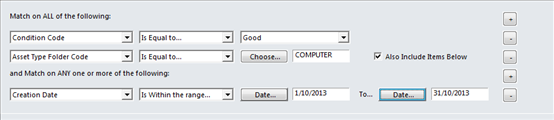 Match on ALL of the following:
+
Condition Code Is Equal to... Good -
Asset Type Folder Code Is Equal to... Choose... COMPUTER Also Include Items Below -
and Match on ANY one or more of the following: +
Creation Date Is Within the range... Date... 1/10/2013 To... Date... 31/10/2013 -